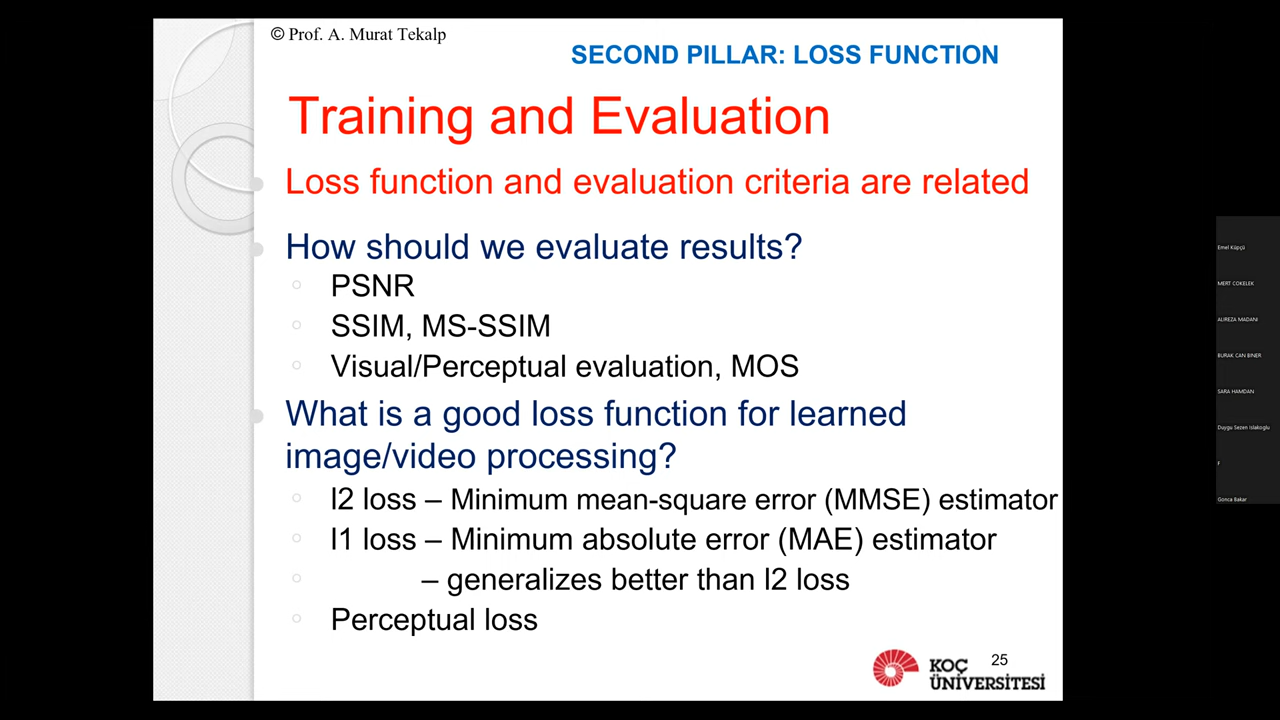 © Prof. A. Murat Tekalp
SECOND PILLAR: LOSS FUNCTION
Training and Evaluation
Loss function and evaluation criteria are related
How should we evaluate results?
PSNR
SSIM, MS-SSIM
Visual/Perceptual evaluation, MOS
What is a good loss function for learned
image/video processing?
l2 loss – Minimum mean-square error (MMSE) estimator
l1 loss – Minimum absolute error (MAE) estimator
– generalizes better than l2 loss
Perceptual loss
25
KOÇ
ÜNİVERSİTESİ
Emel Küpçü
MERT COKELEK
ALIREZA MADANI
BURAK CAN BINER
SARA HAMDAN
Duygu Sezen Islakoglu
F
Gonca Bakar